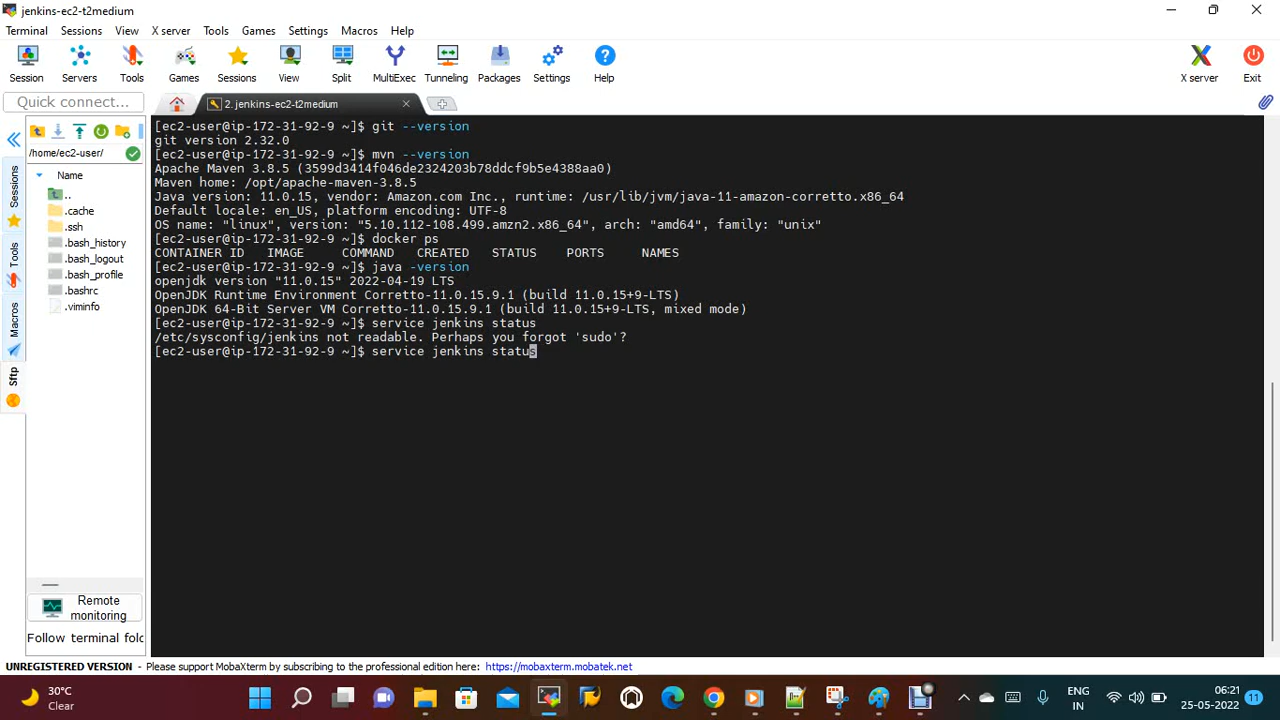 jenkins-ec2-t2medium
Terminal Sessions View X server Tools Games Settings Macros Help
Session Servers Tools Games Sessions View Split MultiExec Tunneling Packages Settings Help X server Exit
Quick connect... 2. jenkins-ec2-t2medium
/home/ec2-user/
Name
..
.cache
.ssh
.bash_history
.bash_logout
.bash_profile
.bashrc
.viminfo
Sessions
Tools
Macros
Sftp
[ec2-user@ip-172-31-92-9 ~]$ git --version
git version 2.32.0
[ec2-user@ip-172-31-92-9 ~]$ mvn --version
Apache Maven 3.8.5 (3599d3414f046de2324203b78ddcf9b5e4388aa0)
Maven home: /opt/apache-maven-3.8.5
Java version: 11.0.15, vendor: Amazon.com Inc., runtime: /usr/lib/jvm/java-11-amazon-corretto.x86_64
Default locale: en_US, platform encoding: UTF-8
OS name: "linux", version: "5.10.112-108.499.amzn2.x86_64", arch: "amd64", family: "unix"
[ec2-user@ip-172-31-92-9 ~]$ docker ps
CONTAINER ID IMAGE COMMAND CREATED STATUS PORTS NAMES
[ec2-user@ip-172-31-92-9 ~]$ java -version
openjdk version "11.0.15" 2022-04-19 LTS
OpenJDK Runtime Environment Corretto-11.0.15.9.1 (build 11.0.15+9-LTS)
OpenJDK 64-Bit Server VM Corretto-11.0.15.9.1 (build 11.0.15+9-LTS, mixed mode)
[ec2-user@ip-172-31-92-9 ~]$ service jenkins status
/etc/sysconfig/jenkins not readable. Perhaps you forgot 'sudo'?
[ec2-user@ip-172-31-92-9 ~]$ service jenkins status
Remote
monitoring
Follow terminal fold
UNREGISTERED VERSION - Please support MobaXterm by subscribing to the professional edition here: https://mobaxterm.mobatek.net
30°C
Clear
ENG
IN
06:21
25-05-2022
11